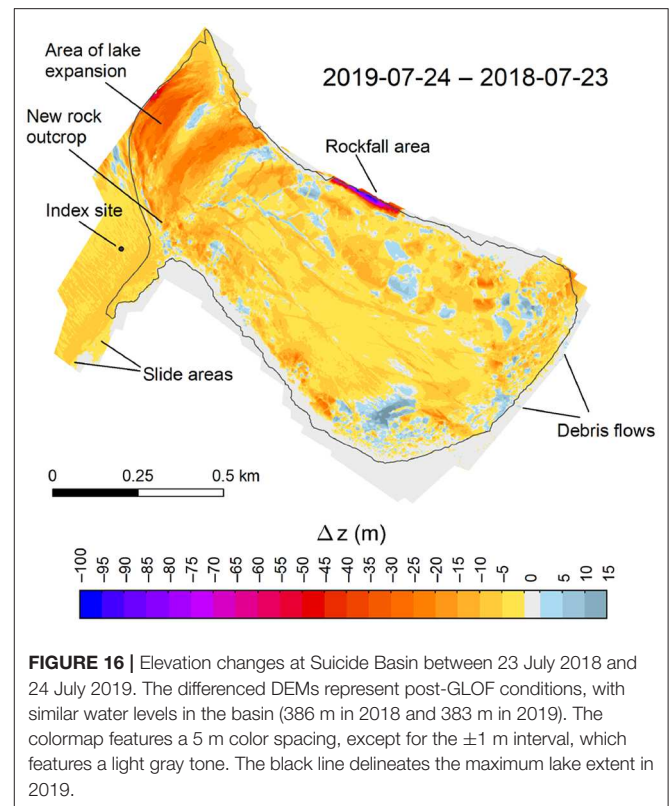 Area of lake
expansion
2019-07-24 – 2018-07-23
New rock
outcrop
Rockfall area
Index site
Slide areas
Debris flows
0 0.25 0.5 km
Δ z (m)
−100 −95 −90 −85 −80 −75 −70 −65 −60 −55 −50 −45 −40 −35 −30 −25 −20 −15 −10 −5 0 5 10 15
FIGURE 16 | Elevation changes at Suicide Basin between 23 July 2018 and
24 July 2019. The differenced DEMs represent post-GLOF conditions, with
similar water levels in the basin (386 m in 2018 and 383 m in 2019). The
colormap features a 5 m color spacing, except for the ±1 m interval, which
features a light gray tone. The black line delineates the maximum lake extent in
2019.